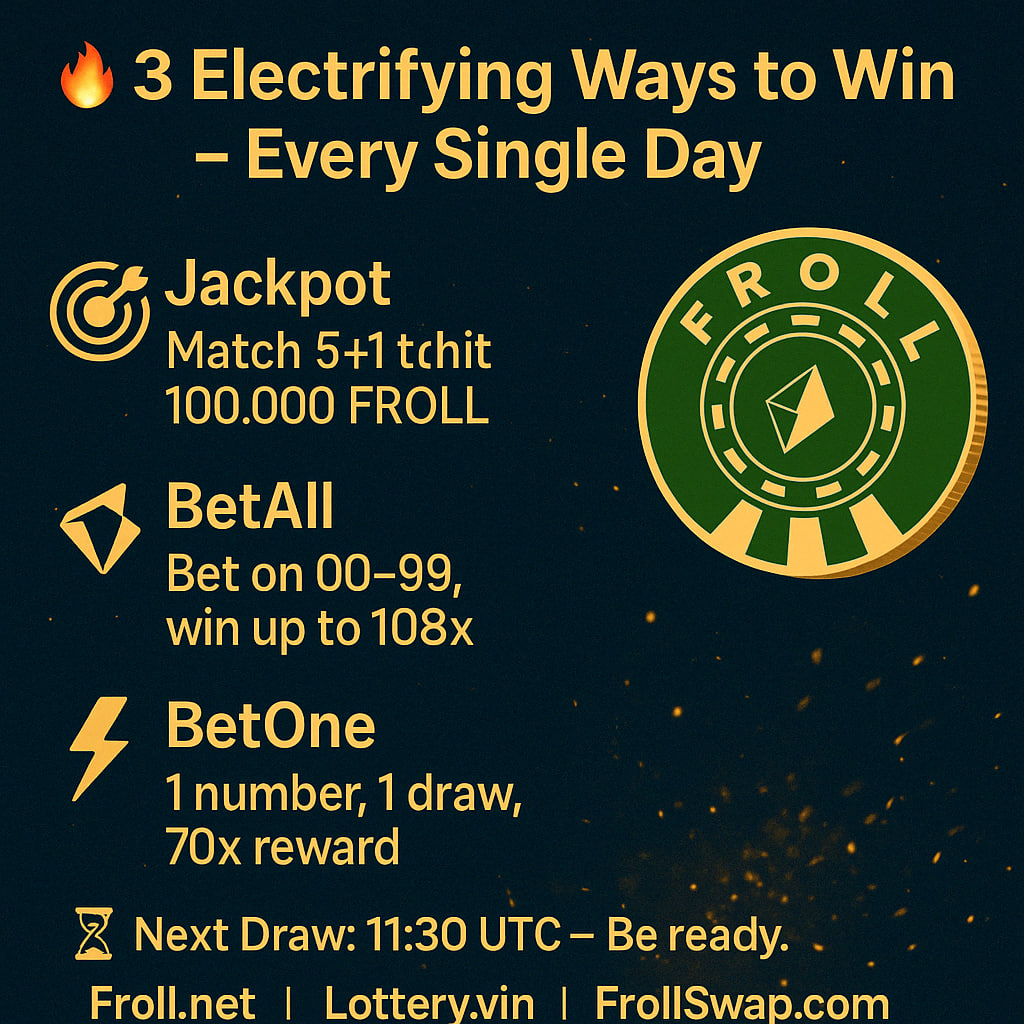 🔥 3 Electrifying Ways to Win
– Every Single Day
FROLL
Jackpot
Match 5+1 tchit
100.000 FROLL
BetAll
Bet on 00–99,
win up to 108x
BetOne
1 number, 1 draw,
70x reward
Next Draw: 11:30 UTC – Be ready.
Froll.net | Lottery.vin | FrollSwap.com